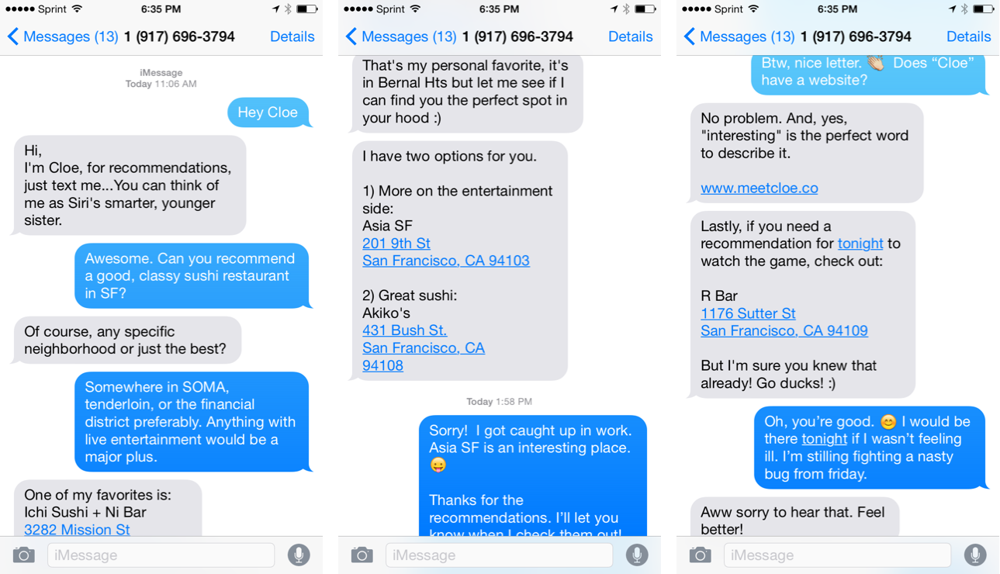 Sprint 6:35 PM
Messages (13) 1 (917) 696-3794 Details
iMessage
Today 11:06 AM
Hey Cloe
Hi,
I'm Cloe, for recommendations,
just text me...You can think of
me as Siri's smarter, younger
sister.
Awesome. Can you recommend
a good, classy sushi restaurant
in SF?
Of course, any specific
neighborhood or just the best?
Somewhere in SOMA,
tenderloin, or the financial
district preferably. Anything with
live entertainment would be a
major plus.
One of my favorites is:
Ichi Sushi + Ni Bar
3282 Mission St
iMessage
Sprint 6:35 PM
Messages (13) 1 (917) 696-3794 Details
That's my personal favorite, it's
in Bernal Hts but let me see if I
can find you the perfect spot in
your hood :)
I have two options for you.
1) More on the entertainment
side:
Asia SF
201 9th St
San Francisco, CA 94103
2) Great sushi:
Akiko's
431 Bush St.
San Francisco, CA
94108
Today 1:58 PM
Sorry! I got caught up in work.
Asia SF is an interesting place.
😛
Thanks for the
recommendations. I'll let you
know when I check them out!
iMessage
Sprint 6:35 PM
Messages (13) 1 (917) 696-3794 Details
Btw, nice letter. 👏 Does “Cloe”
have a website?
No problem. And, yes,
"interesting" is the perfect word
to describe it.
www.meetcloe.co
Lastly, if you need a
recommendation for tonight to
watch the game, check out:
R Bar
1176 Sutter St
San Francisco, CA 94109
But I'm sure you knew that
already! Go ducks! :)
Oh, you're good. 😊 I would be
there tonight if I wasn't feeling
ill. I'm stilling fighting a nasty
bug from friday.
Aww sorry to hear that. Feel
better!
iMessage